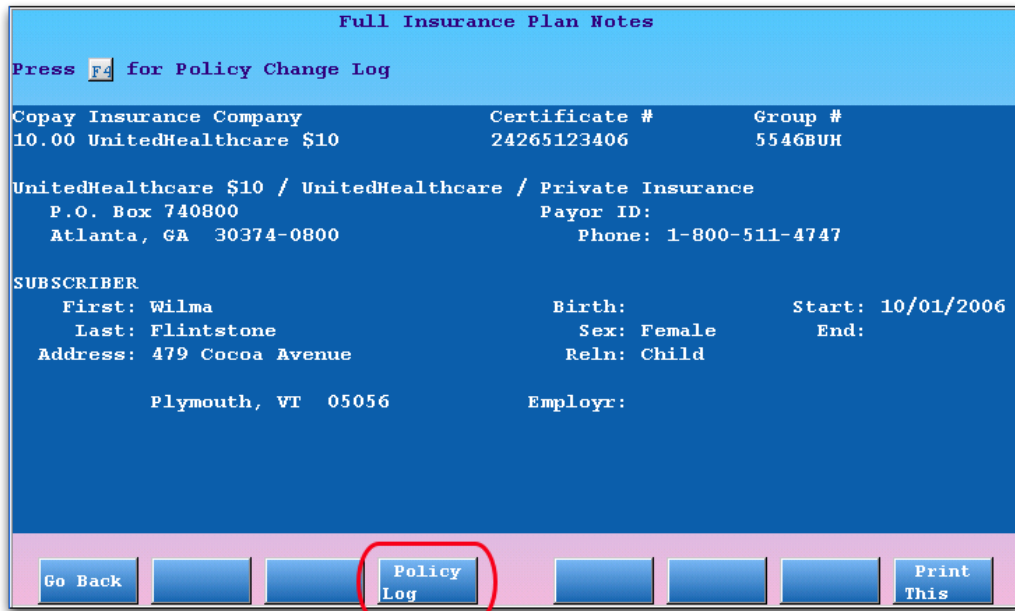 Full Insurance Plan Notes
Press F4 for Policy Change Log
Copay Insurance Company Certificate # Group #
10.00 UnitedHealthcare $10 24265123406 5546BUH
UnitedHealthcare $10 / UnitedHealthcare / Private Insurance
P.O. Box 740800 Payor ID:
Atlanta, GA 30374-0800 Phone: 1-800-511-4747
SUBSCRIBER
First: Wilma Birth: Start: 10/01/2006
Last: Flintstone Sex: Female End:
Address: 479 Cocoa Avenue Reln: Child
Plymouth, VT 05056 Employr:
Go Back Policy Log Print This